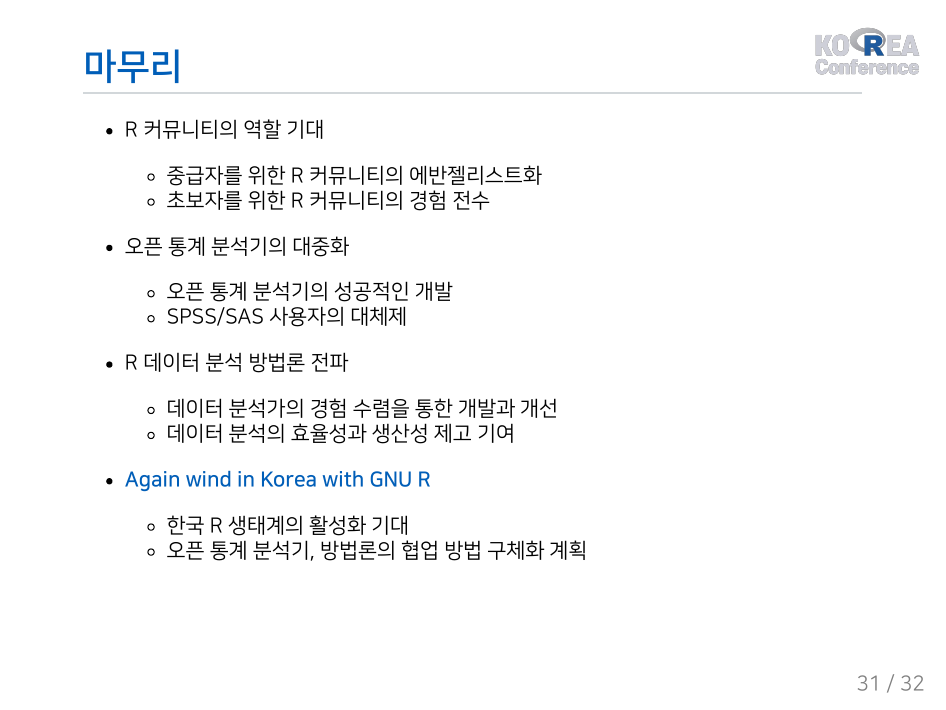 마무리
KOREA
Conference
R 커뮤니티의 역할 기대
중급자를 위한 R 커뮤니티의 에반젤리스트화
초보자를 위한 R 커뮤니티의 경험 전수
오픈 통계 분석기의 대중화
오픈 통계 분석기의 성공적인 개발
SPSS/SAS 사용자의 대체제
R 데이터 분석 방법론 전파
데이터 분석가의 경험 수렴을 통한 개발과 개선
데이터 분석의 효율성과 생산성 제고 기여
Again wind in Korea with GNU R
한국 R 생태계의 활성화 기대
오픈 통계 분석기, 방법론의 협업 방법 구체화 계획
31 / 32